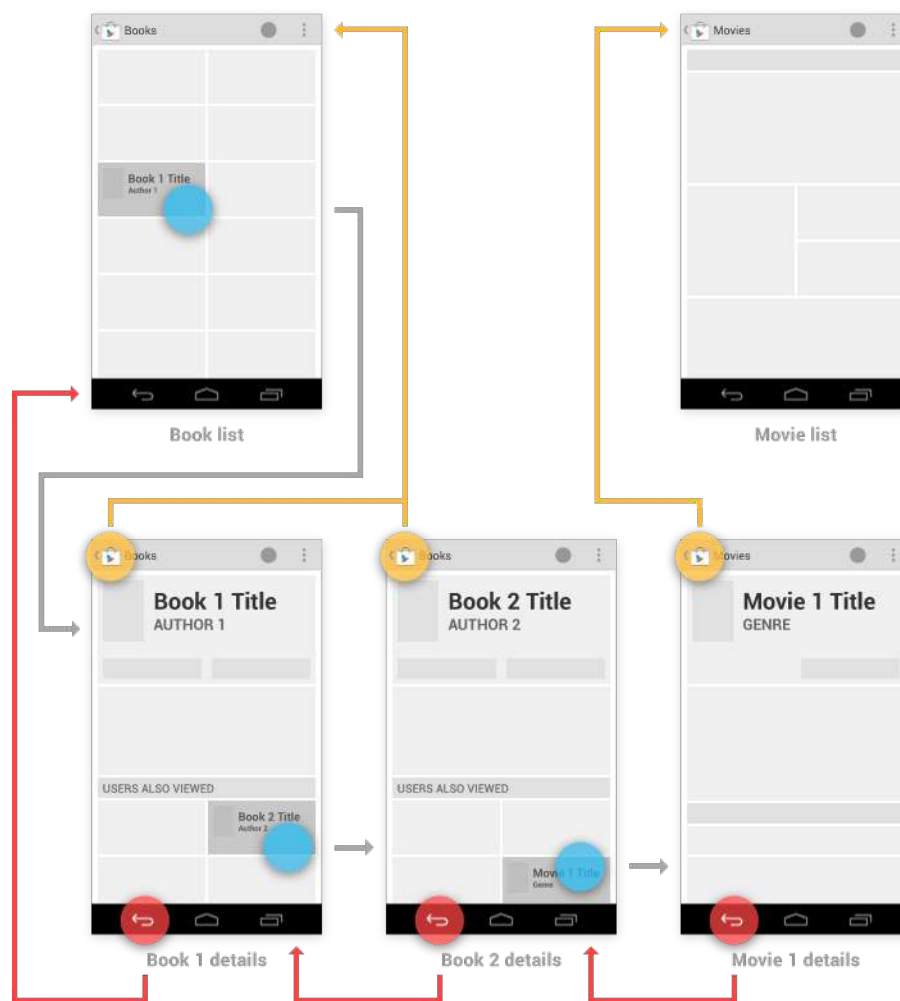 Books
Movies
Book 1 Title
Author 1
Book list
Movie list
Books
Books
Movies
Book 1 Title
AUTHOR 1
Book 2 Title
AUTHOR 2
Movie 1 Title
GENRE
USERS ALSO VIEWED
USERS ALSO VIEWED
Book 2 Title
Author 2
Movie 1 Title
Genre
Book 1 details
Book 2 details
Movie 1 details